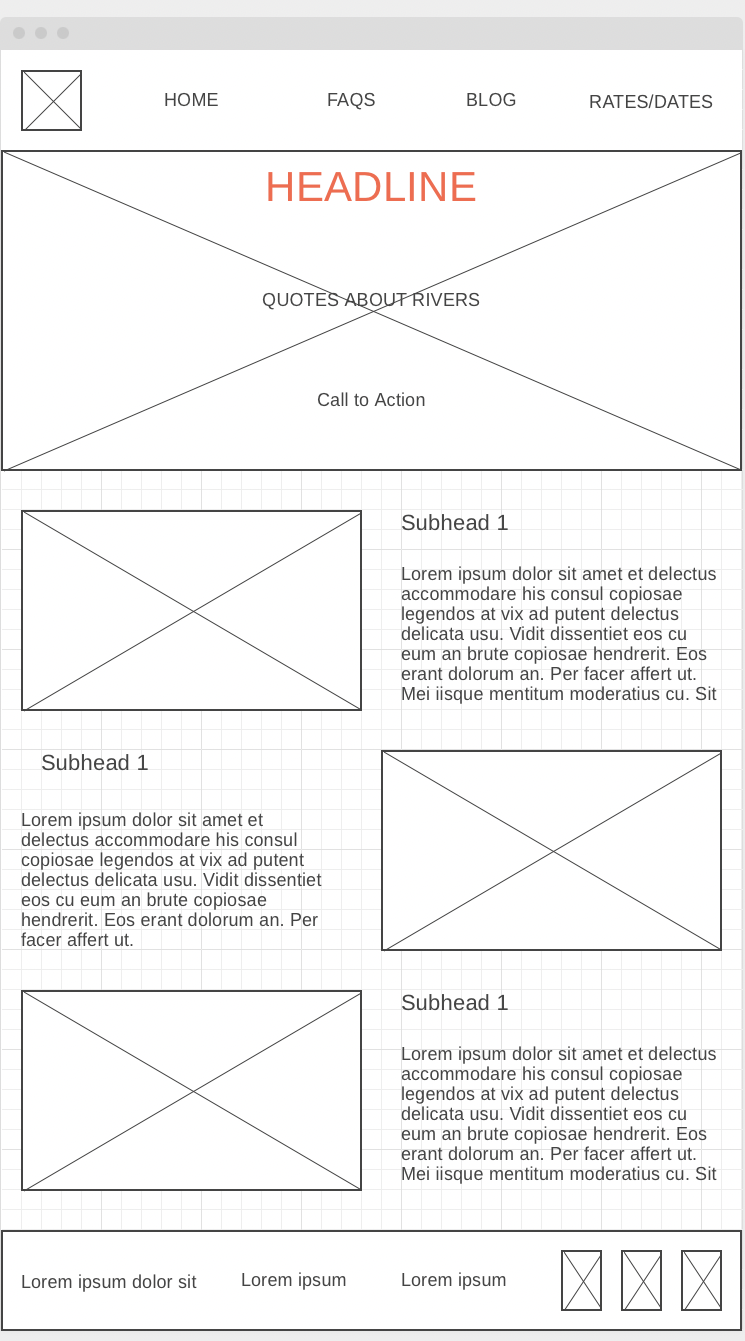 HOME
FAQS
BLOG
RATES/DATES
HEADLINE
QUOTES ABOUT RIVERS
Call to Action
Subhead 1
Lorem ipsum dolor sit amet et delectus
accommodare his consul copiosae
legendos at vix ad putent delectus
delicata usu. Vidit dissentiet eos cu
eum an brute copiosae hendrerit. Eos
erant dolorum an. Per facer affert ut.
Mei iisque mentitum moderatius cu. Sit
Subhead 1
Lorem ipsum dolor sit amet et
delectus accommodare his consul
copiosae legendos at vix ad putent
delectus delicata usu. Vidit dissentiet
eos cu eum an brute copiosae
hendrerit. Eos erant dolorum an. Per
facer affert ut.
Subhead 1
Lorem ipsum dolor sit amet et delectus
accommodare his consul copiosae
legendos at vix ad putent delectus
delicata usu. Vidit dissentiet eos cu
eum an brute copiosae hendrerit. Eos
erant dolorum an. Per facer affert ut.
Mei iisque mentitum moderatius cu. Sit
Lorem ipsum dolor sit
Lorem ipsum
Lorem ipsum